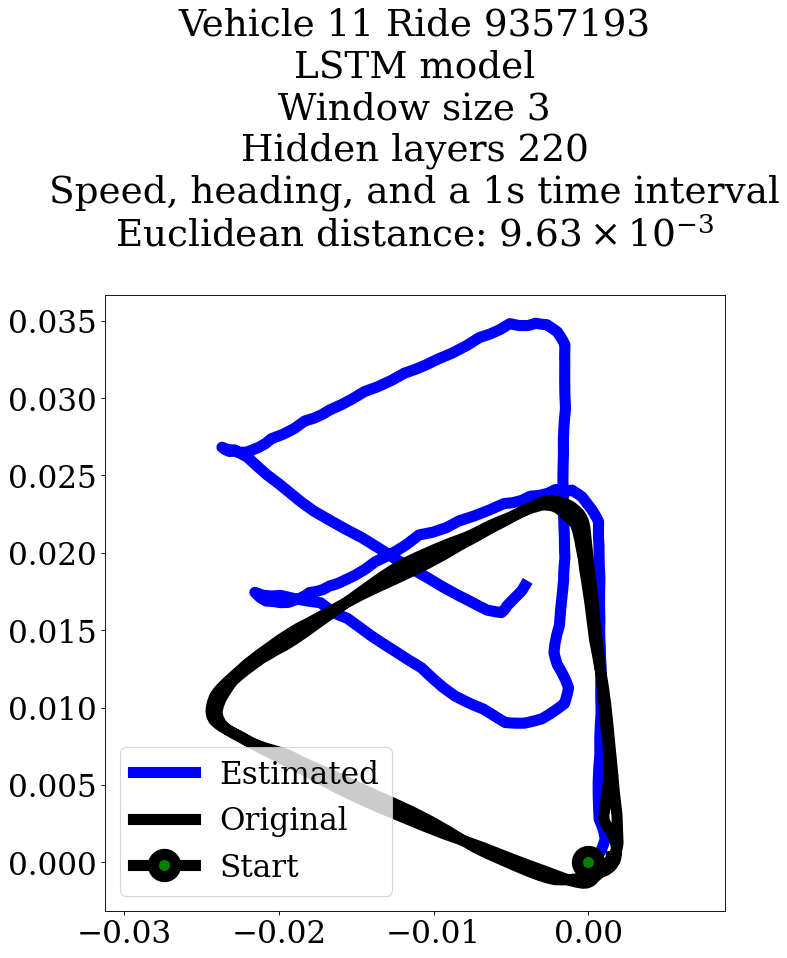 Vehicle 11 Ride 9357193
LSTM model
Window size 3
Hidden layers 220
Speed, heading, and a 1s time interval
Euclidean distance: 9.63 × 10⁻³
0.035
0.030
0.025
0.020
0.015
0.010
0.005
0.000
Estimated
Original
Start
−0.03 −0.02 −0.01 0.00